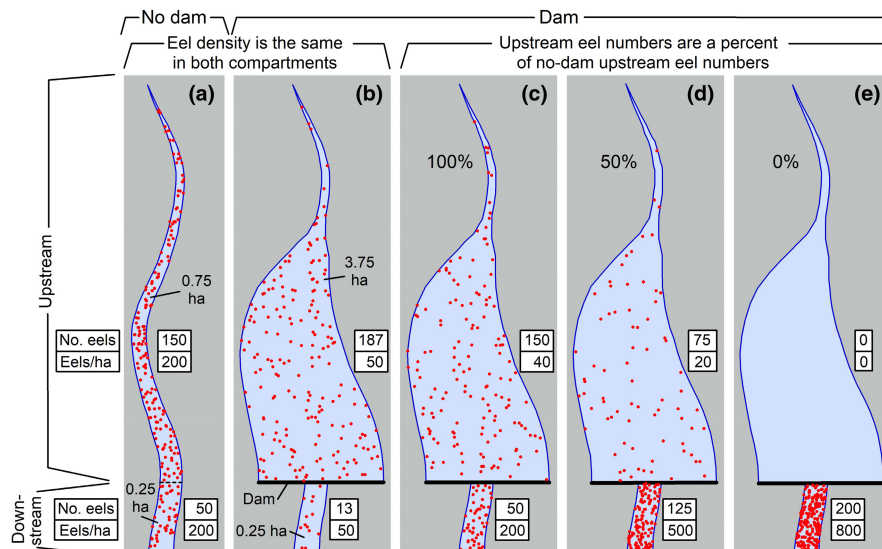 No dam
Dam
Eel density is the same
in both compartments
Upstream eel numbers are a percent
of no-dam upstream eel numbers
(a)
(b)
(c)
(d)
(e)
100%
50%
0%
Upstream
0.75
ha
3.75
ha
No. eels
150
187
150
75
0
Eels/ha
200
50
40
20
0
Down-
stream
0.25
ha
Dam
0.25 ha
No. eels
50
13
50
125
200
Eels/ha
200
50
200
500
800